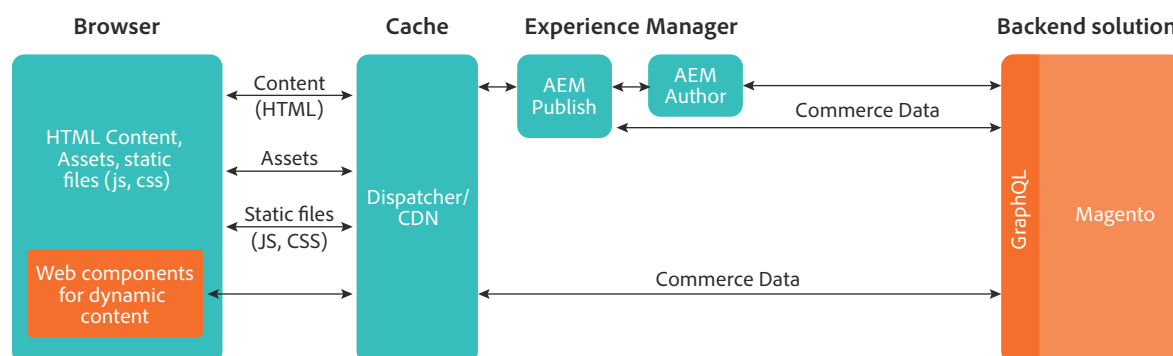 Browser
Cache
Experience Manager
Backend solution
HTML Content,
Assets, static
files (js, css)
Web components
for dynamic
content
Content
(HTML)
Assets
Static files
(JS, CSS)
Dispatcher/
CDN
AEM
Publish
AEM
Author
Commerce Data
Commerce Data
GraphQL
Magento